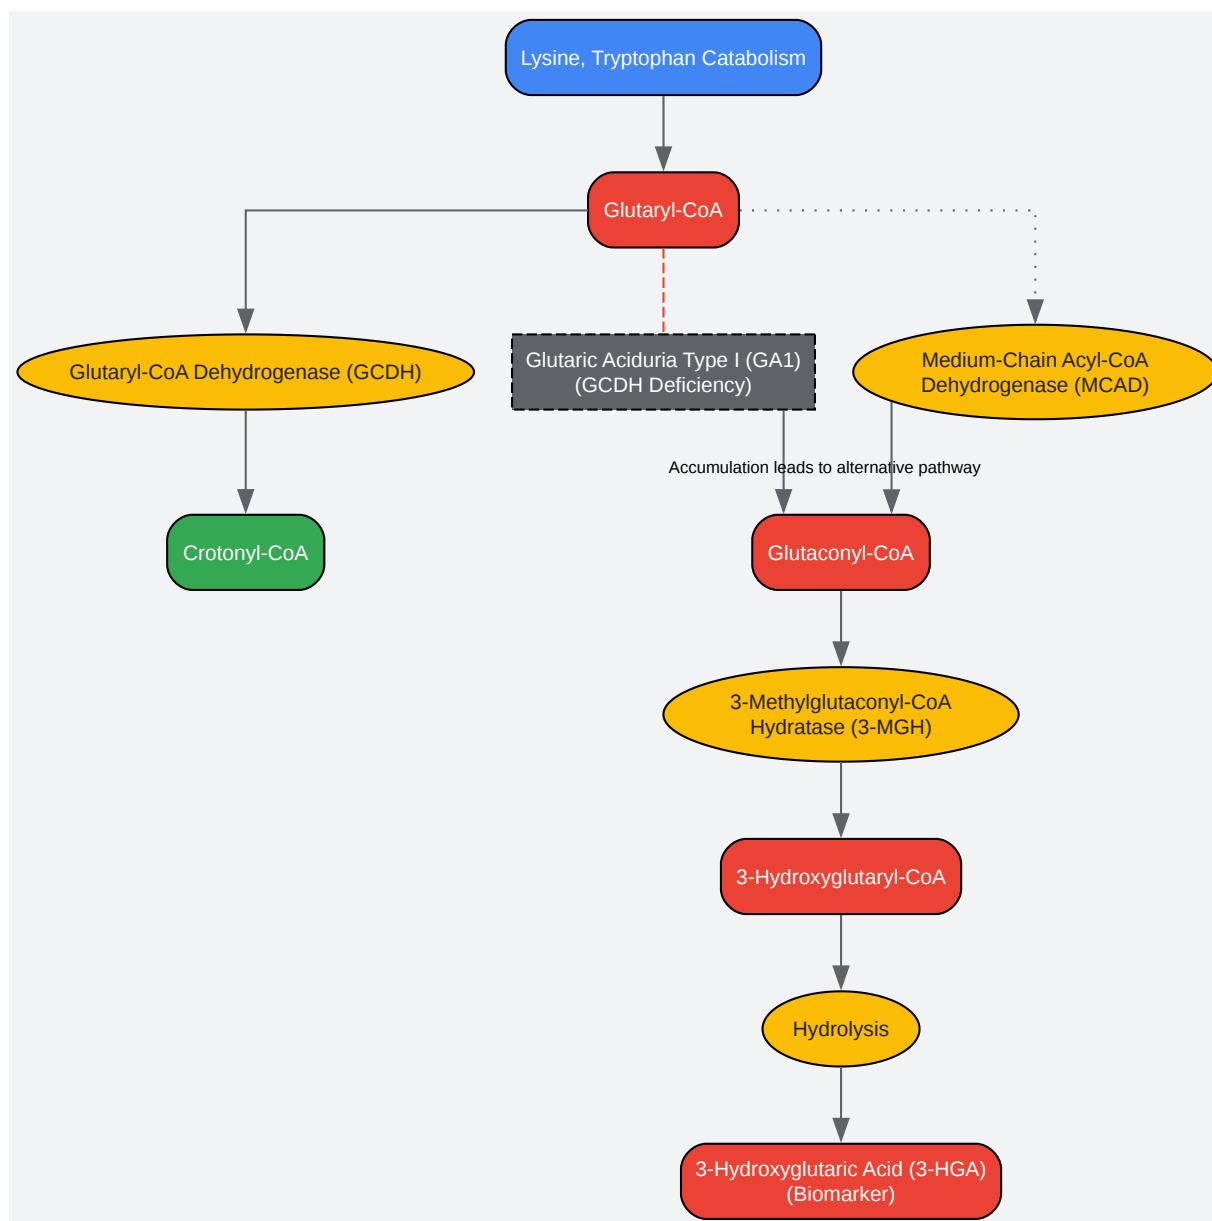 Lysine, Tryptophan Catabolism
Glutaryl-CoA
Glutaryl-CoA Dehydrogenase (GCDH)
Glutaric Aciduria Type I (GA1)
(GCDH Deficiency)
Medium-Chain Acyl-CoA
Dehydrogenase (MCAD)
Accumulation leads to alternative pathway
Crotonyl-CoA
Glutaconyl-CoA
3-Methylglutaconyl-CoA
Hydratase (3-MGH)
3-Hydroxyglutaryl-CoA
Hydrolysis
3-Hydroxyglutaric Acid (3-HGA)
(Biomarker)